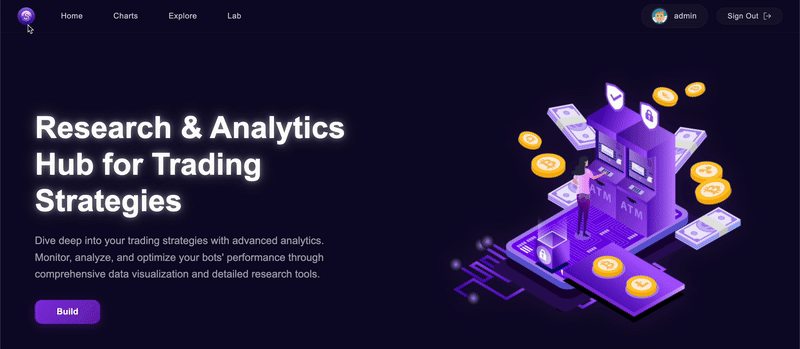 Home Charts Explore Lab admin Sign Out
Research & Analytics
Hub for Trading
Strategies
Dive deep into your trading strategies with advanced analytics.
Monitor, analyze, and optimize your bots' performance through
comprehensive data visualization and detailed research tools.
Build
ATM
ATM